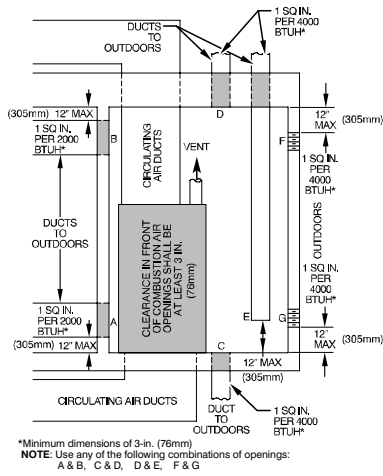 DUCTS
TO
OUTDOORS
1 SQ IN.
PER 4000
BTUH*
D
(305mm)
12" MAX
1 SQ IN.
PER 2000
BTUH*
B
CIRCULATING
AIR DUCTS
VENT
12"
MAX
(305mm)
F
1 SQ IN.
PER
4000
BTUH*
OUTDOORS
DUCTS
TO
OUTDOORS
CLEARANCE IN FRONT
OF COMBUSTION AIR
OPENINGS SHALL BE
AT LEAST 3 IN.
(76mm)
1 SQ IN.
PER
4000
BTUH*
1 SQ IN.
PER 2000
BTUH*
A
E
G
(305mm)
12" MAX
C
12"
MAX
(305mm)
12" MAX
(305mm)
CIRCULATING AIR DUCTS
DUCT
TO
OUTDOORS
1 SQ IN.
PER 4000
BTUH*
*Minimum dimensions of 3-in. (76mm)
NOTE: Use any of the following combinations of openings:
A & B, C & D, D & E, F & G